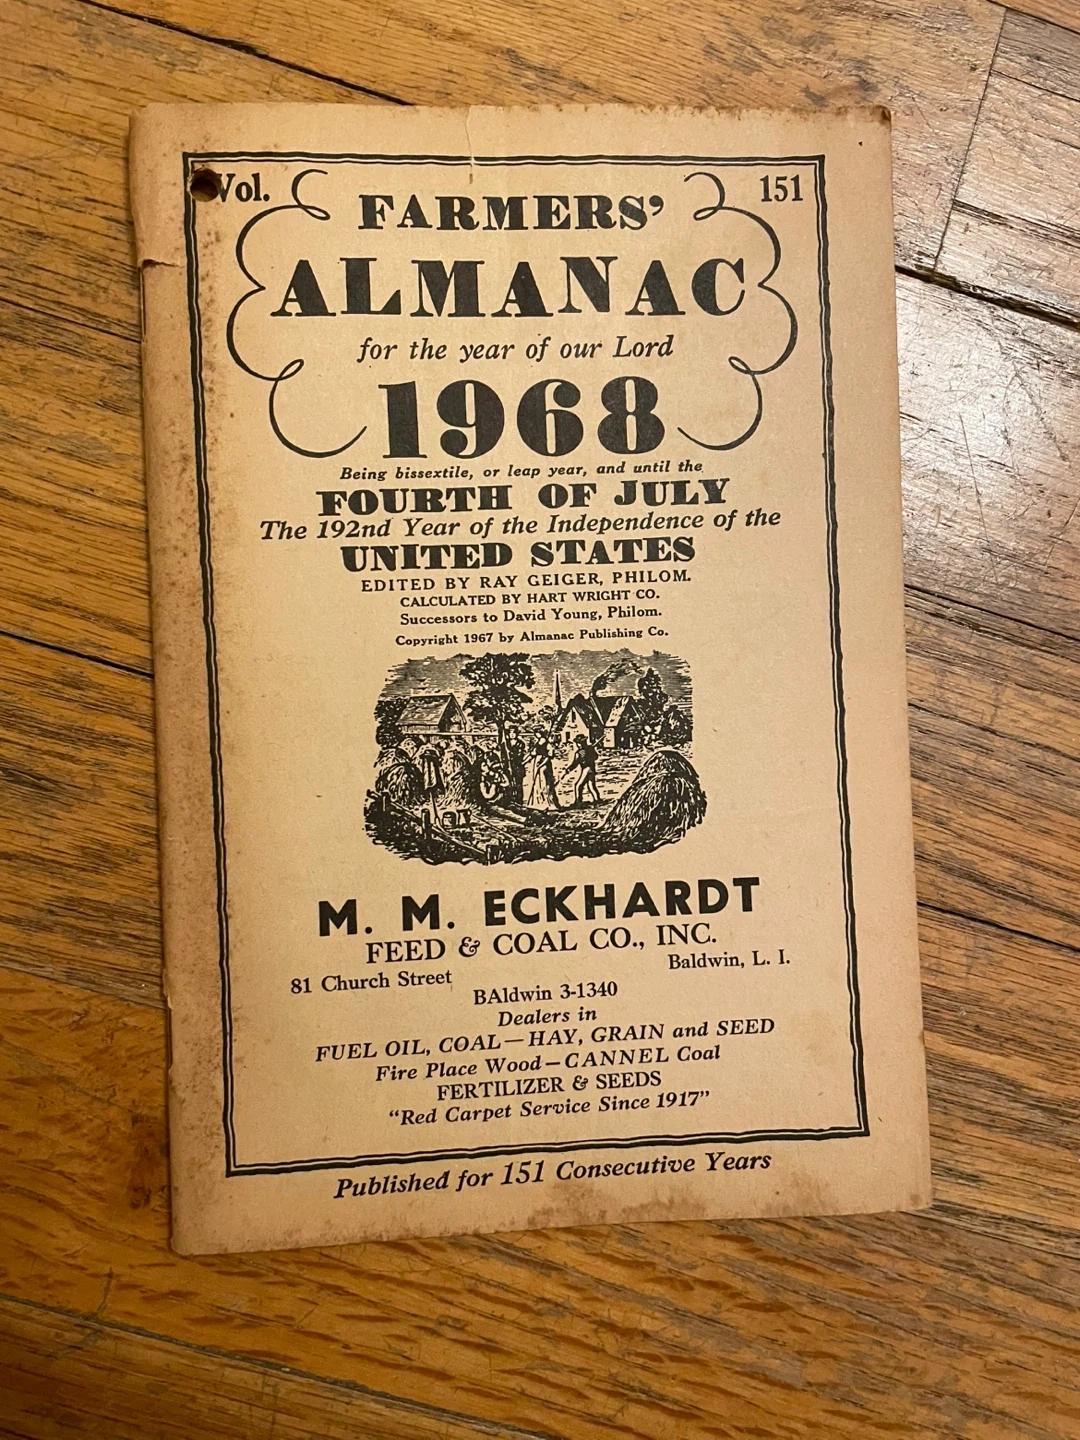 Vol. 151
FARMERS'
ALMANAC
for the year of our Lord
1968
Being bissextile, or leap year, and until the
FOURTH OF JULY
The 192nd Year of the Independence of the
UNITED STATES
EDITED BY RAY GEIGER, PHILOM.
CALCULATED BY HART WRIGHT CO.
Successors to David Young, Philom.
Copyright 1967 by Almanac Publishing Co.
M. M. ECKHARDT
FEED & COAL CO., INC.
81 Church Street Baldwin, L. I.
BAldwin 3-1340
Dealers in
FUEL OIL, COAL—HAY, GRAIN and SEED
Fire Place Wood—CANNEL Coal
FERTILIZER & SEEDS
"Red Carpet Service Since 1917"
Published for 151 Consecutive Years